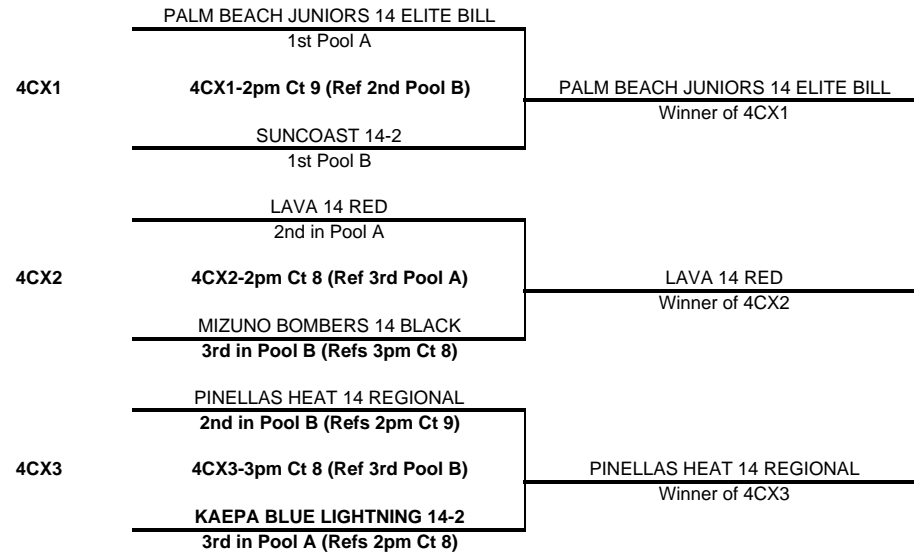 PALM BEACH JUNIORS 14 ELITE BILL
1st Pool A
4CX1 4CX1-2pm Ct 9 (Ref 2nd Pool B) PALM BEACH JUNIORS 14 ELITE BILL
Winner of 4CX1
SUNCOAST 14-2
1st Pool B
LAVA 14 RED
2nd in Pool A
4CX2 4CX2-2pm Ct 8 (Ref 3rd Pool A) LAVA 14 RED
Winner of 4CX2
MIZUNO BOMBERS 14 BLACK
3rd in Pool B (Refs 3pm Ct 8)
PINELLAS HEAT 14 REGIONAL
2nd in Pool B (Refs 2pm Ct 9)
4CX3 4CX3-3pm Ct 8 (Ref 3rd Pool B) PINELLAS HEAT 14 REGIONAL
Winner of 4CX3
KAEPA BLUE LIGHTNING 14-2
3rd in Pool A (Refs 2pm Ct 8)